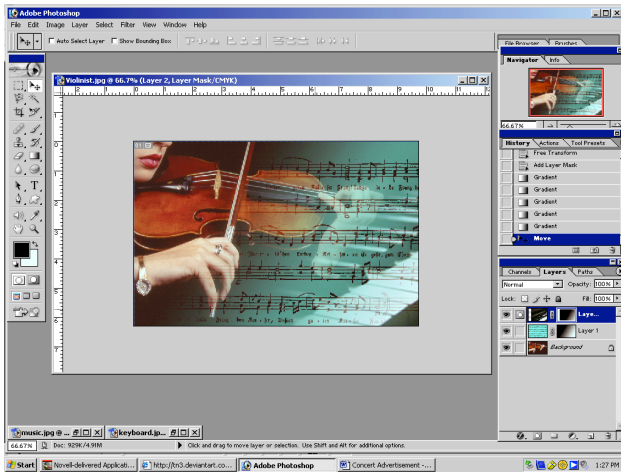 Adobe Photoshop
File Edit Image Layer Select Filter View Window Help
Auto Select Layer Show Bounding Box
File Browser Brushes
Navigator Info
Violinist.jpg @ 66.7% (Layer 2, Layer Mask/CMYK)
66.67%
History Actions Tool Presets
Free Transform
Add Layer Mask
Gradient
Gradient
Gradient
Gradient
Gradient
Move
Channels Layers Paths
Normal Opacity: 100%
Lock: Fill: 100%
Laye...
Layer 1
Background
music.jpg @ ... keyboard.jp...
66.67% Doc: 929K/4.91M Click and drag to move layer or selection. Use Shift and Alt for additional options.
Start Novell-delivered Applicati... http://tn3.deviantart.co... Adobe Photoshop Concert Advertisement -... 1:27 PM